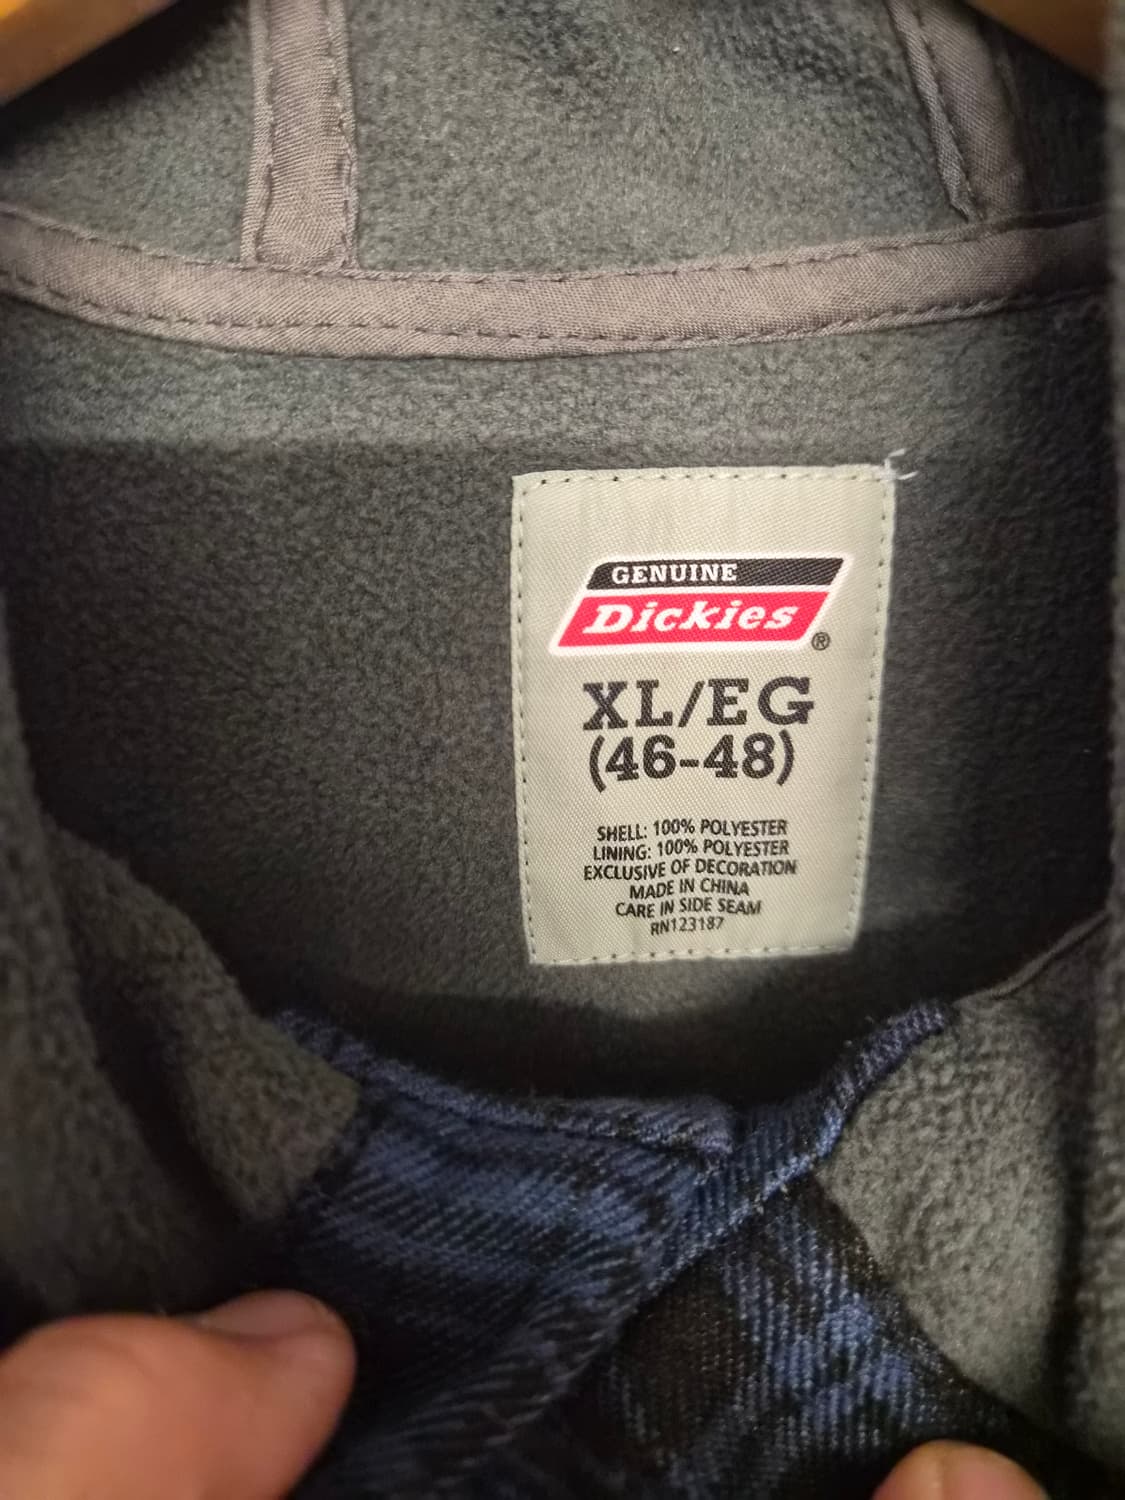 GENUINE
Dickies®
XL/EG
(46-48)
SHELL: 100% POLYESTER
LINING: 100% POLYESTER
EXCLUSIVE OF DECORATION
MADE IN CHINA
CARE IN SIDE SEAM
RN123187